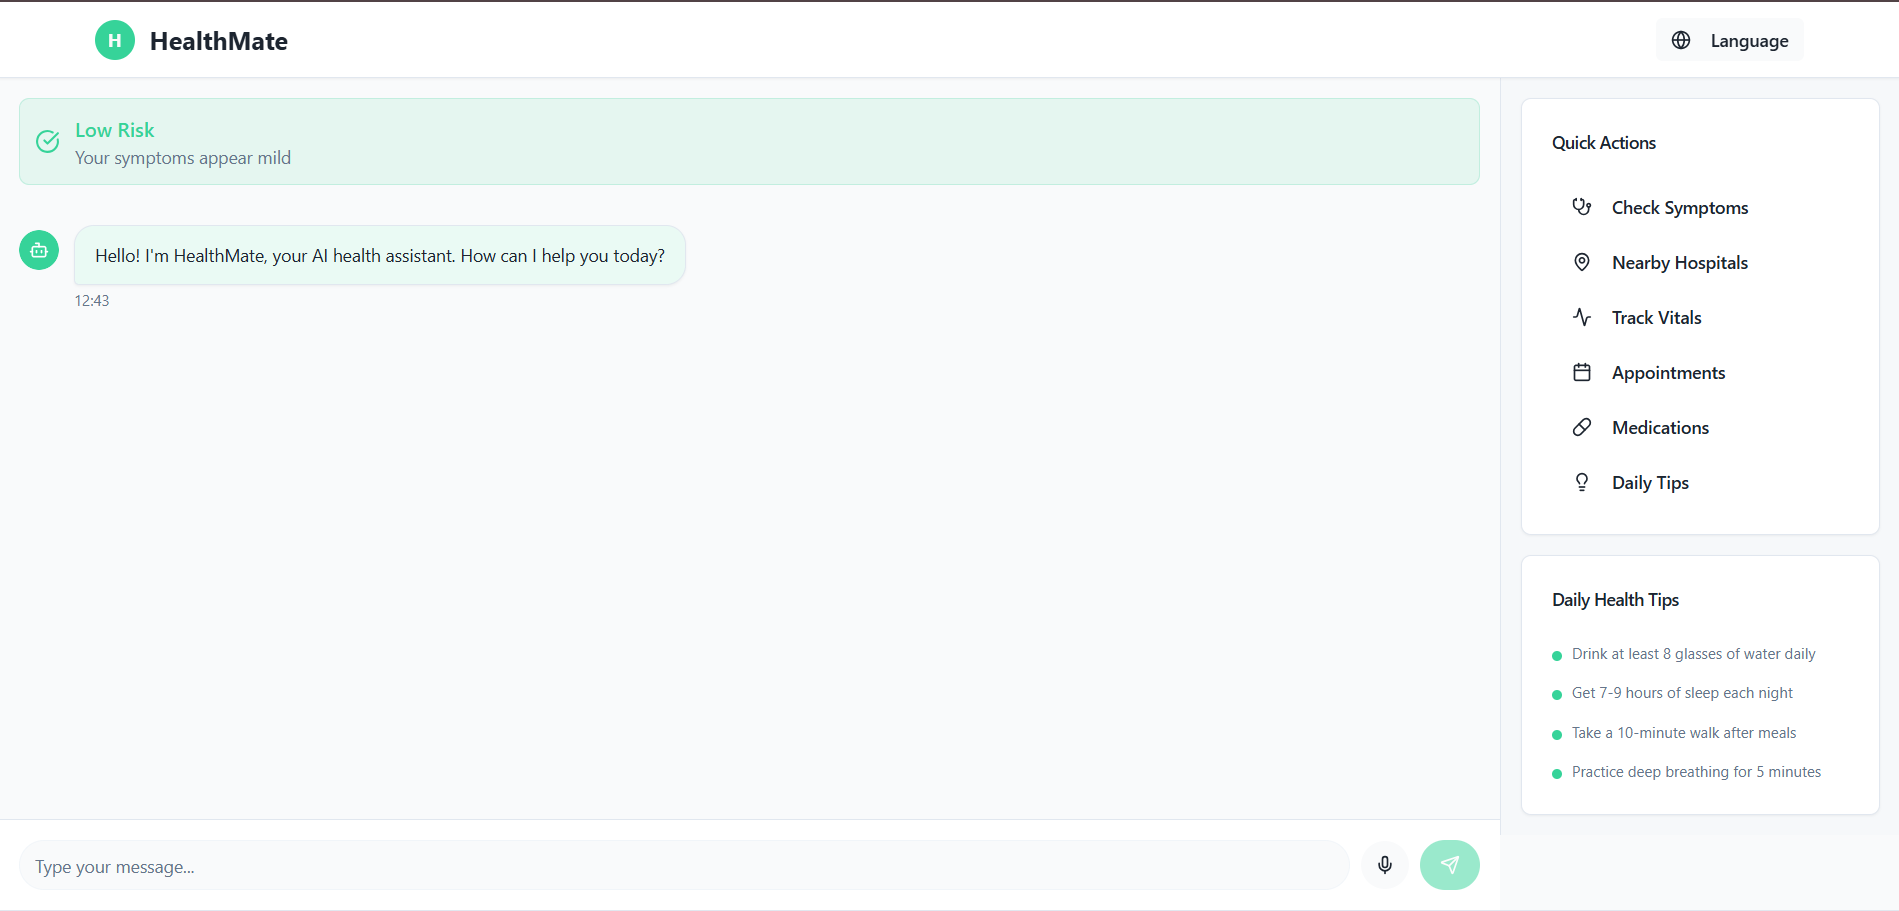 H
HealthMate
Language
Low Risk
Your symptoms appear mild
Hello! I'm HealthMate, your AI health assistant. How can I help you today?
12:43
Type your message...
Quick Actions
Check Symptoms
Nearby Hospitals
Track Vitals
Appointments
Medications
Daily Tips
Daily Health Tips
Drink at least 8 glasses of water daily
Get 7-9 hours of sleep each night
Take a 10-minute walk after meals
Practice deep breathing for 5 minutes